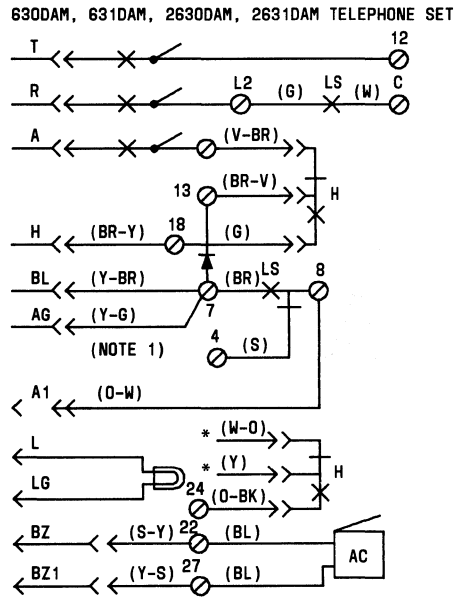 630DAM, 631DAM, 2630DAM, 2631DAM TELEPHONE SET
T 12
R L2 (G) LS (W) C
A (V-BR)
13 (BR-V) H
H (BR-Y) 18 (G)
BL (Y-BR) (BR) LS 8
AG (Y-G) 7
(NOTE 1) 4 (S)
A1 (O-W)
L * (W-O)
LG * (Y) H
24 (O-BK)
BZ (S-Y) 22 (BL)
AC
BZ1 (Y-S) 27 (BL)